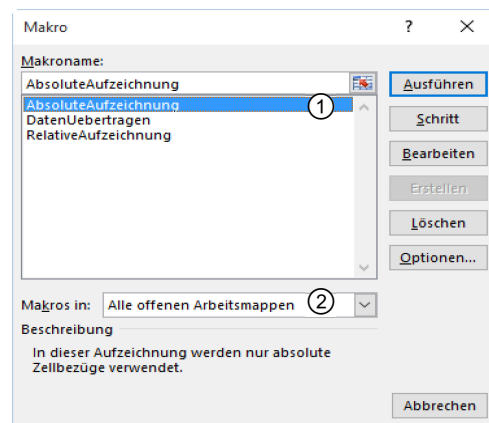 Makro ? ×
Makroname:
AbsoluteAufzeichnung
Ausführen
AbsoluteAufzeichnung ①
DatenUebertragen
RelativeAufzeichnung
Schritt
Bearbeiten
Erstellen
Löschen
Optionen...
Makros in: Alle offenen Arbeitsmappen ②
Beschreibung
In dieser Aufzeichnung werden nur absolute
Zellbezüge verwendet.
Abbrechen